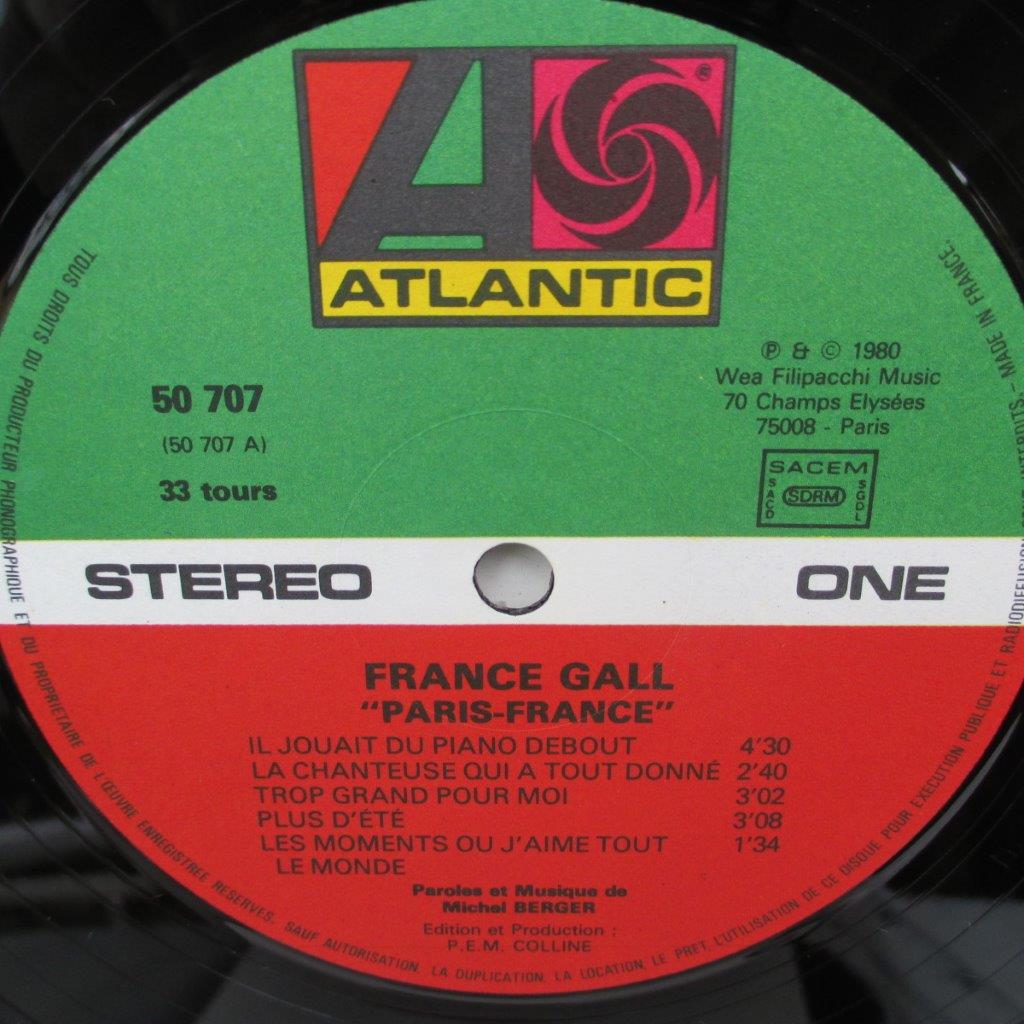 ®
ATLANTIC
50 707
(50 707 A)
33 tours
℗ & © 1980
Wea Filipacchi Music
70 Champs Elysées
75008 - Paris
SACEM
SACD
SDRM
SGDL
STEREO
ONE
FRANCE GALL
"PARIS-FRANCE"
IL JOUAIT DU PIANO DEBOUT 4'30
LA CHANTEUSE QUI A TOUT DONNÉ 2'40
TROP GRAND POUR MOI 3'02
PLUS D'ÉTÉ 3'08
LES MOMENTS OU J'AIME TOUT 1'34
LE MONDE
Paroles et Musique de
Michel BERGER
Edition et Production :
P.E.M. COLLINE
TOUS DROITS DU PRODUCTEUR PHONOGRAPHIQUE ET DU PROPRIETAIRE DE L'ŒUVRE ENREGISTREE RESERVES. SAUF AUTORISATION, LA DUPLICATION, LA LOCATION, LE PRET, L'UTILISATION DE CE DISQUE POUR EXECUTION PUBLIQUE ET RADIODIFFUSION - MADE IN FRANCE.